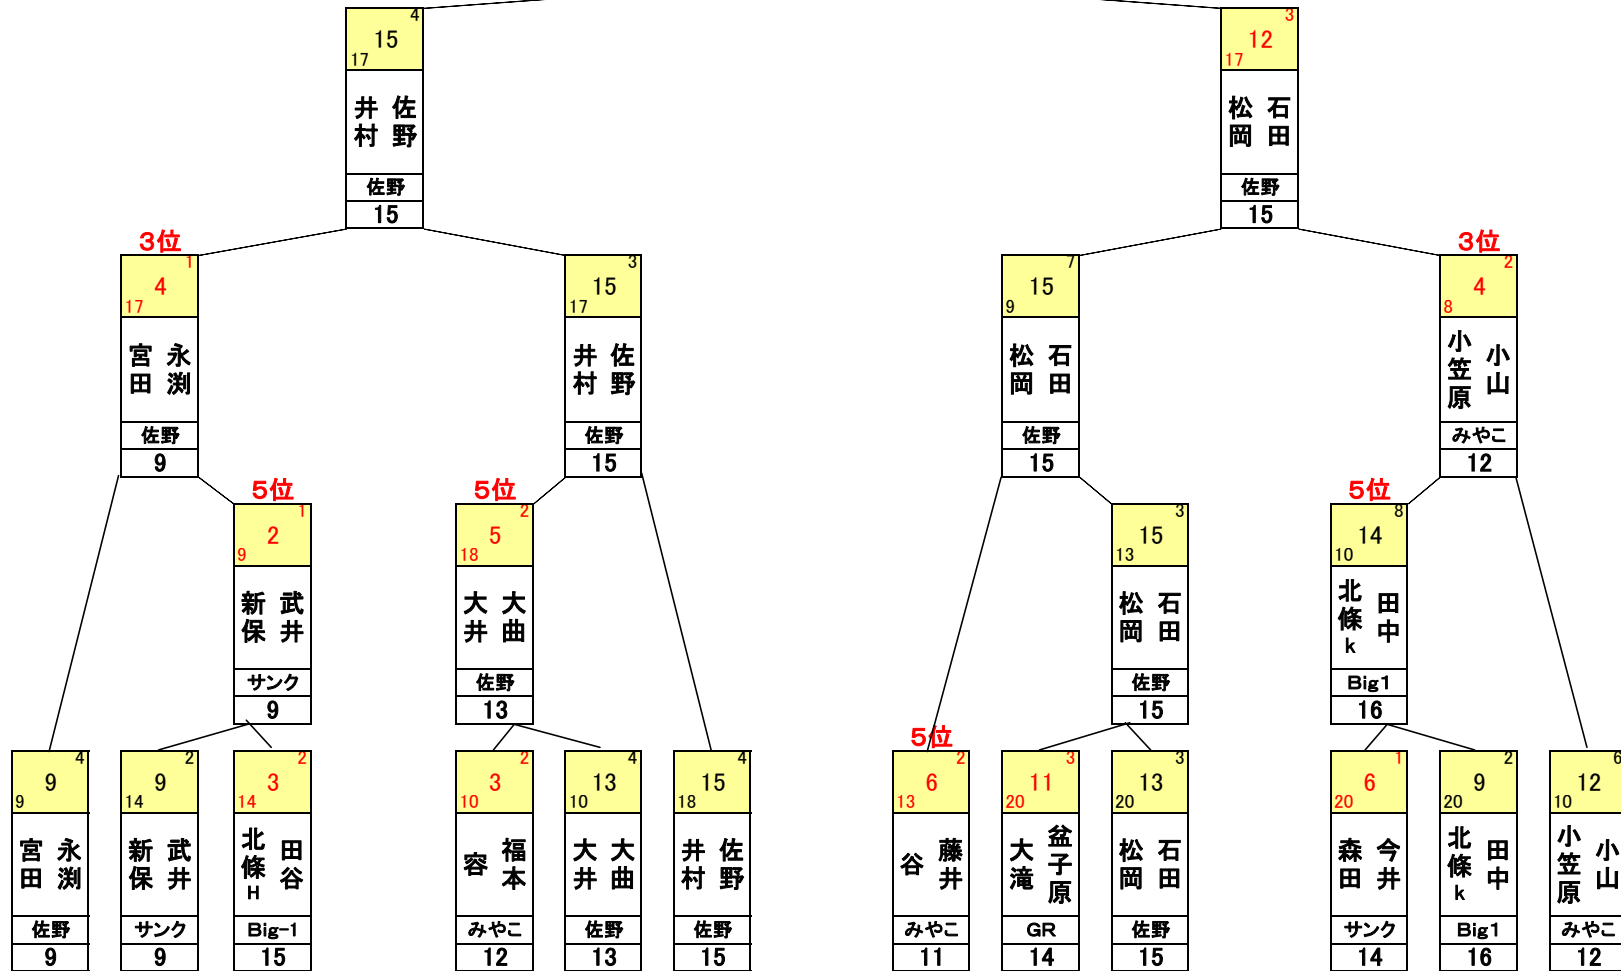 4
15
17
井村 佐野
佐野
15
3
12
17
松岡 石田
佐野
15
3位
1
4
17
宮田 永渕
佐野
9
3
15
17
井村 佐野
佐野
15
7
15
9
松岡 石田
佐野
15
3位
2
4
8
小笠原 小山
みやこ
12
5位
1
2
9
新保 武井
サンク
9
5位
2
5
18
大井 大曲
佐野
13
3
15
13
松岡 石田
佐野
15
5位
8
14
10
北條k 田中
Big1
16
4
9
9
宮田 永渕
佐野
9
2
9
14
新保 武井
サンク
9
2
3
14
北條H 田谷
Big-1
15
2
3
10
容 福本
みやこ
12
4
13
10
大井 大曲
佐野
13
4
15
18
井村 佐野
佐野
15
5位
2
6
13
谷 藤井
みやこ
11
3
11
20
大滝 盆子原
GR
14
3
13
20
松岡 石田
佐野
15
1
6
20
森田 今井
サンク
14
2
9
20
北條k 田中
Big1
16
6
12
10
小笠原 小山
みやこ
12